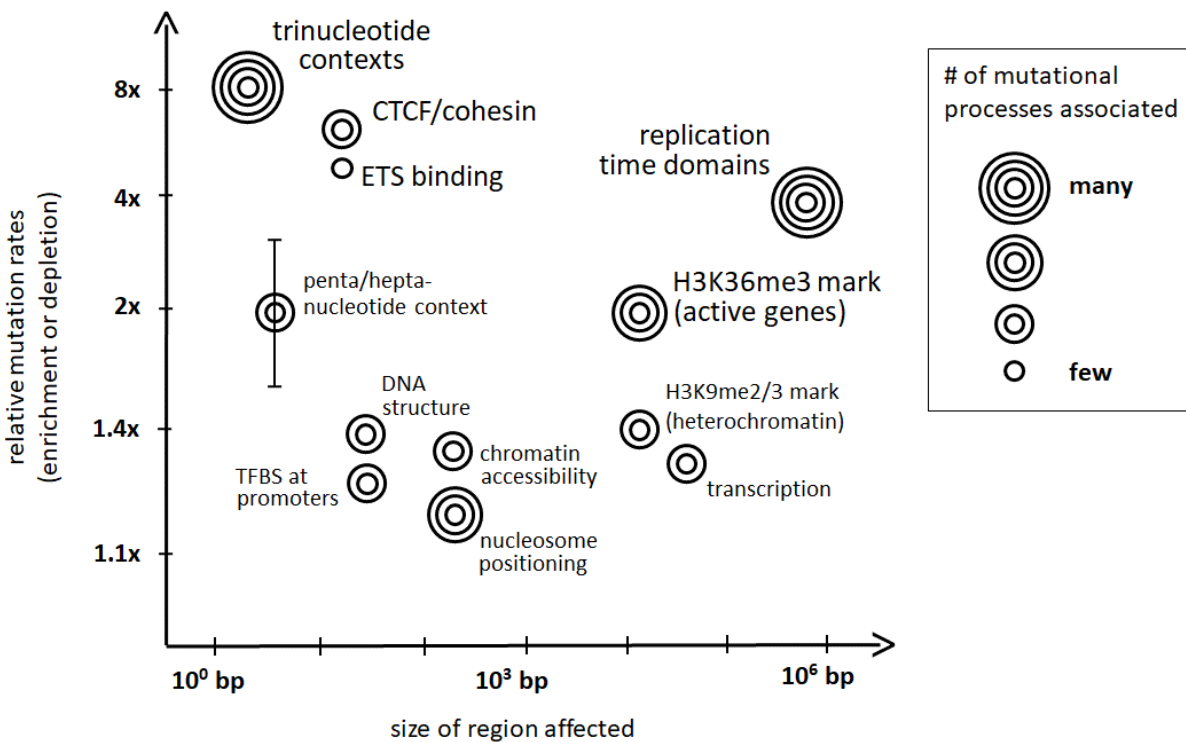 trinucleotide
contexts
8x
CTCF/cohesin
ETS binding
replication
time domains
4x
penta/hepta-
nucleotide context
2x
H3K36me3 mark
(active genes)
DNA
structure
1.4x
H3K9me2/3 mark
(heterochromatin)
chromatin
accessibility
TFBS at
promoters
transcription
nucleosome
positioning
1.1x
relative mutation rates
(enrichment or depletion)
10⁰ bp
10³ bp
10⁶ bp
size of region affected
# of mutational
processes associated
many
few